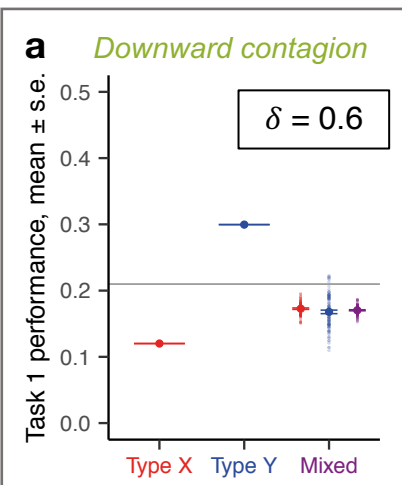 a Downward contagion
δ = 0.6
Task 1 performance, mean ± s.e.
0.5
0.4
0.3
0.2
0.1
0.0
Type X Type Y Mixed